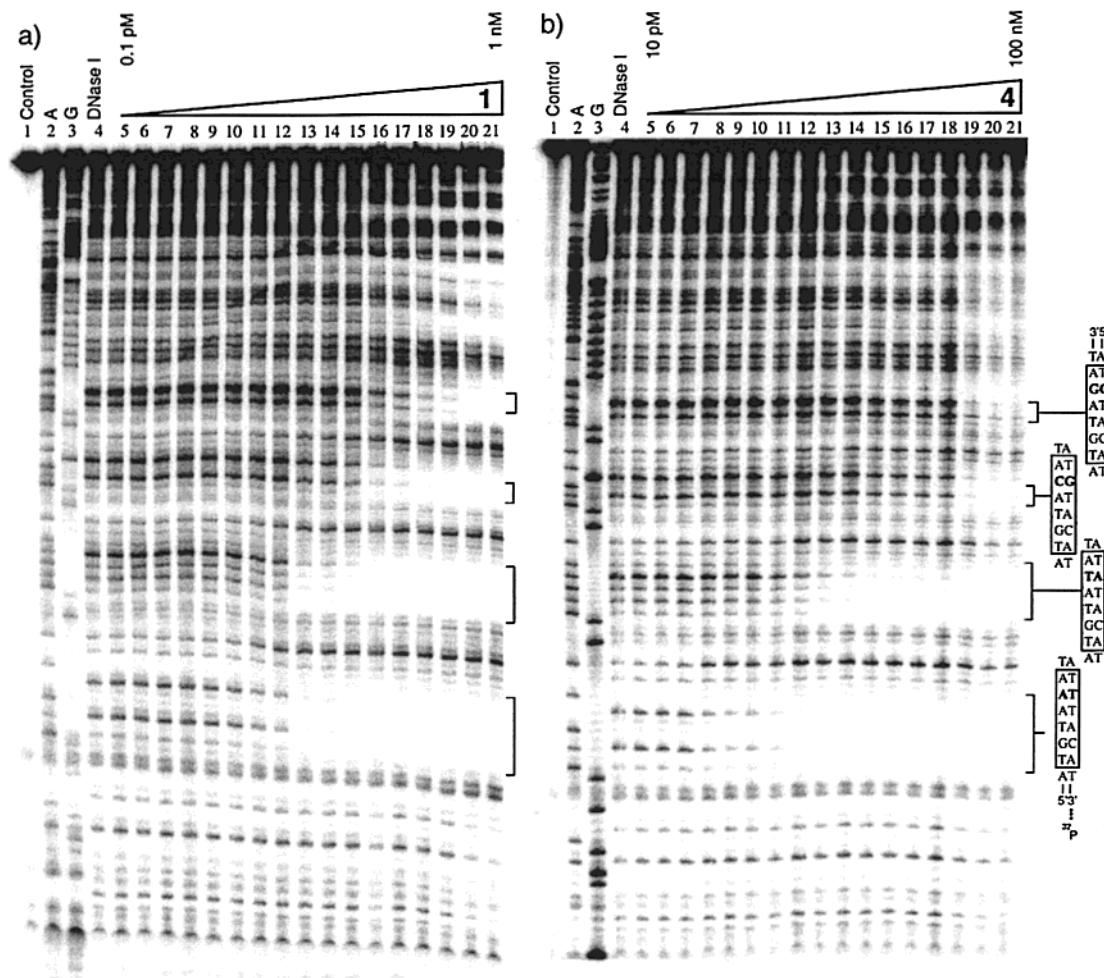 a)
0.1 pM
1 nM
1
Control
A
G
DNase I
1 2 3 4 5 6 7 8 9 10 11 12 13 14 15 16 17 18 19 20 21
b)
10 pM
100 nM
4
Control
A
G
DNase I
1 2 3 4 5 6 7 8 9 10 11 12 13 14 15 16 17 18 19 20 21
3'5'
TA
AT
GC
AT
TA
GC
TA
AT
TA
AT
CG
AT
TA
GC
TA
AT
TA
AT
TA
AT
TA
GC
TA
AT
TA
AT
AT
AT
TA
GC
TA
AT
5'3'
32P